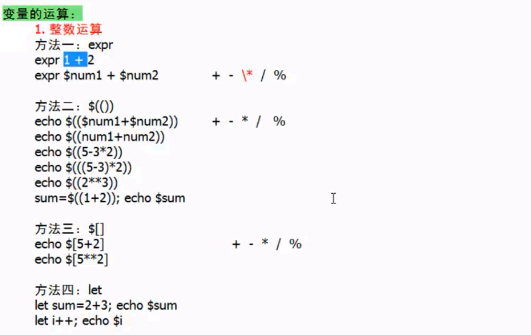 变量的运算：
1. 整数运算
方法一：expr
expr 1 + 2
expr $num1 + $num2 + - \* / %
方法二：$(())
echo $(($num1+$num2)) + - * / %
echo $((num1+num2))
echo $((5-3*2))
echo $(((5-3)*2))
echo $((2**3))
sum=$((1+2)); echo $sum
方法三：$[]
echo $[5+2] + - * / %
echo $[5**2]
方法四：let
let sum=2+3; echo $sum
let i++; echo $i